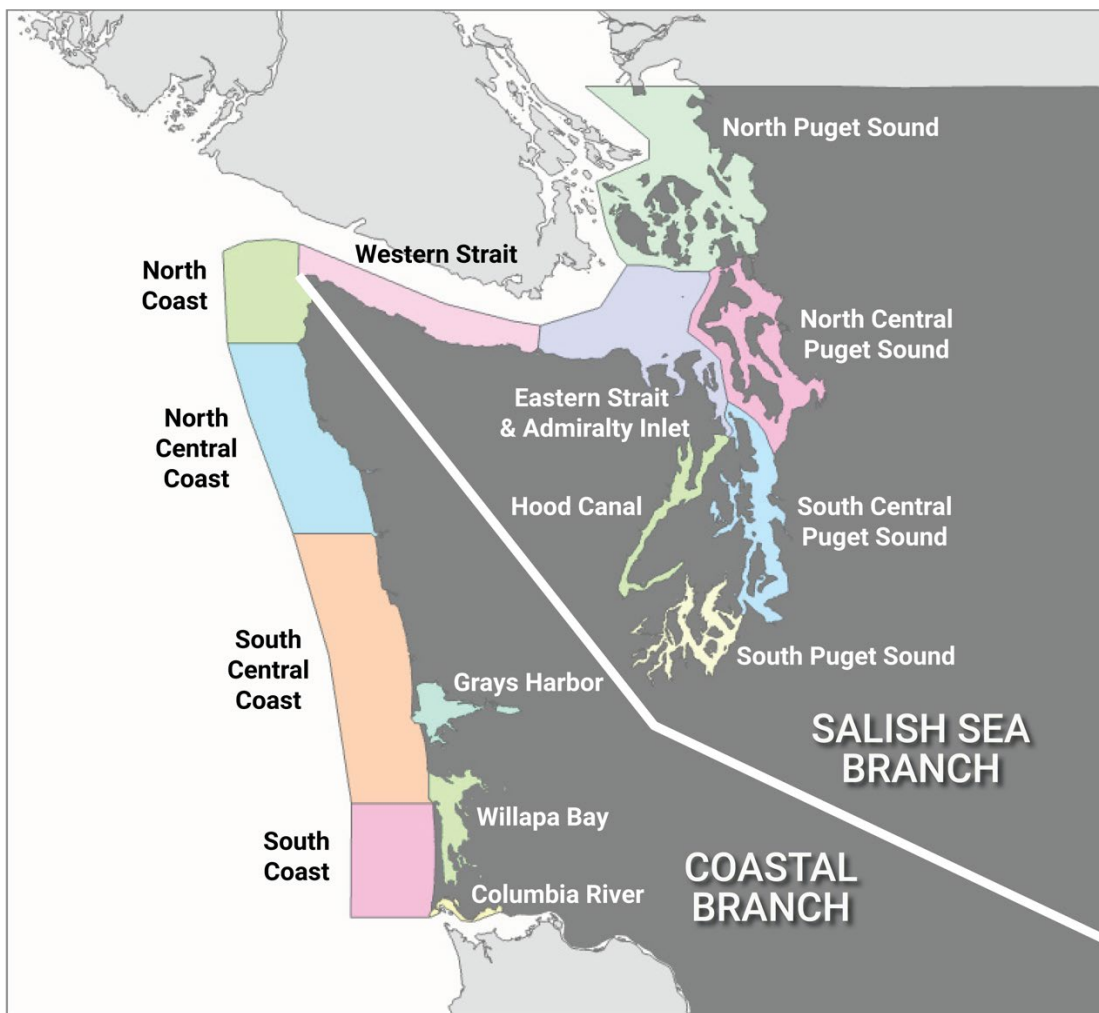 North Puget Sound
Western Strait
North
Coast
North Central
Puget Sound
Eastern Strait
& Admiralty Inlet
North
Central
Coast
Hood Canal
South Central
Puget Sound
South
Central
Coast
South Puget Sound
Grays Harbor
SALISH SEA
BRANCH
Willapa Bay
South
Coast
COASTAL
BRANCH
Columbia River